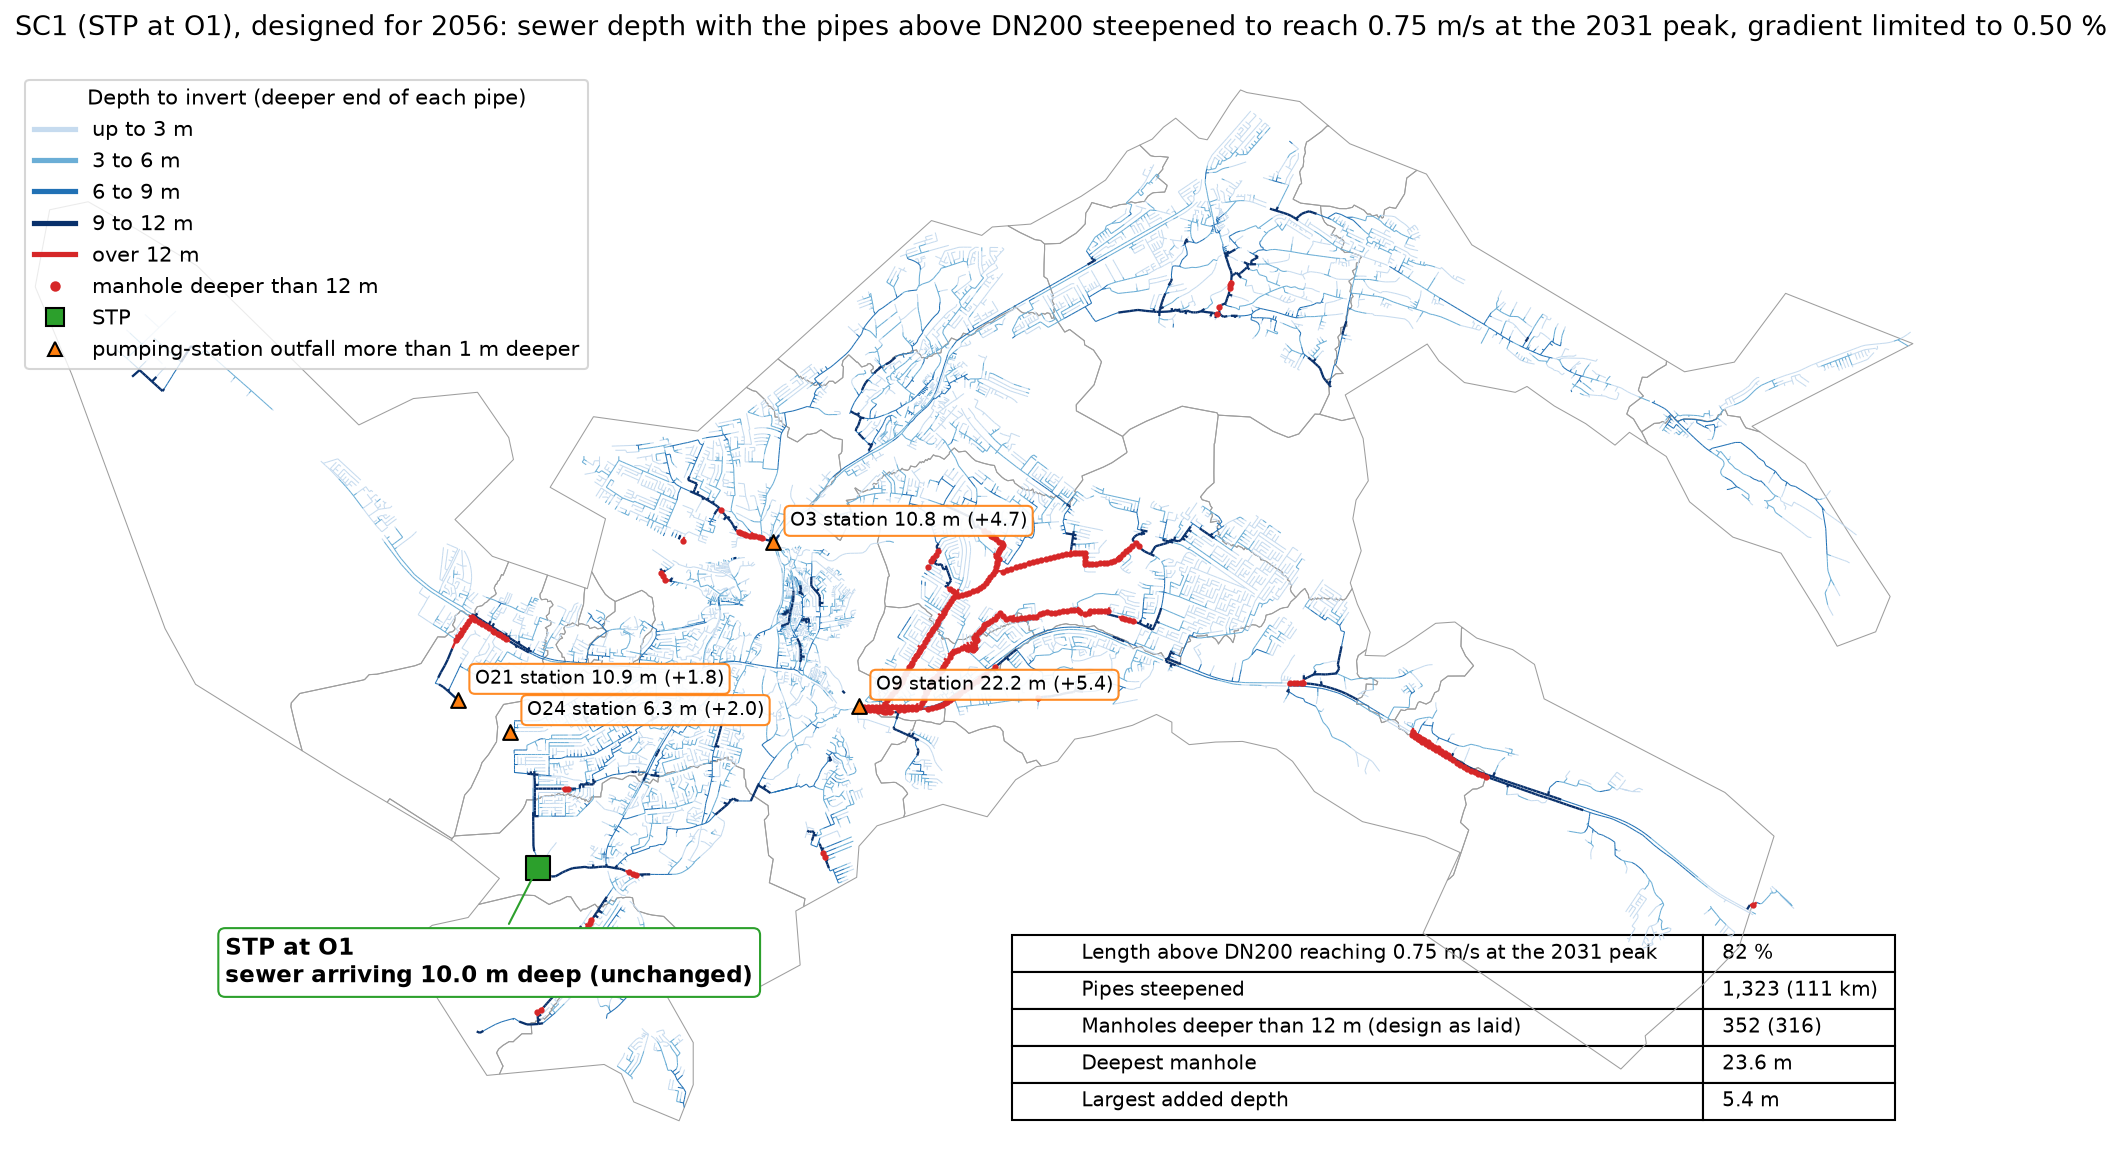 SC1 (STP at O1), designed for 2056: sewer depth with the pipes above DN200 steepened to reach 0.75 m/s at the 2031 peak, gradient limited to 0.50 %
Depth to invert (deeper end of each pipe)
up to 3 m
3 to 6 m
6 to 9 m
9 to 12 m
over 12 m
manhole deeper than 12 m
STP
pumping-station outfall more than 1 m deeper
O3 station 10.8 m (+4.7)
O21 station 10.9 m (+1.8)
O9 station 22.2 m (+5.4)
O24 station 6.3 m (+2.0)
STP at O1
sewer arriving 10.0 m deep (unchanged)
Length above DN200 reaching 0.75 m/s at the 2031 peak 82 %
Pipes steepened 1,323 (111 km)
Manholes deeper than 12 m (design as laid) 352 (316)
Deepest manhole 23.6 m
Largest added depth 5.4 m